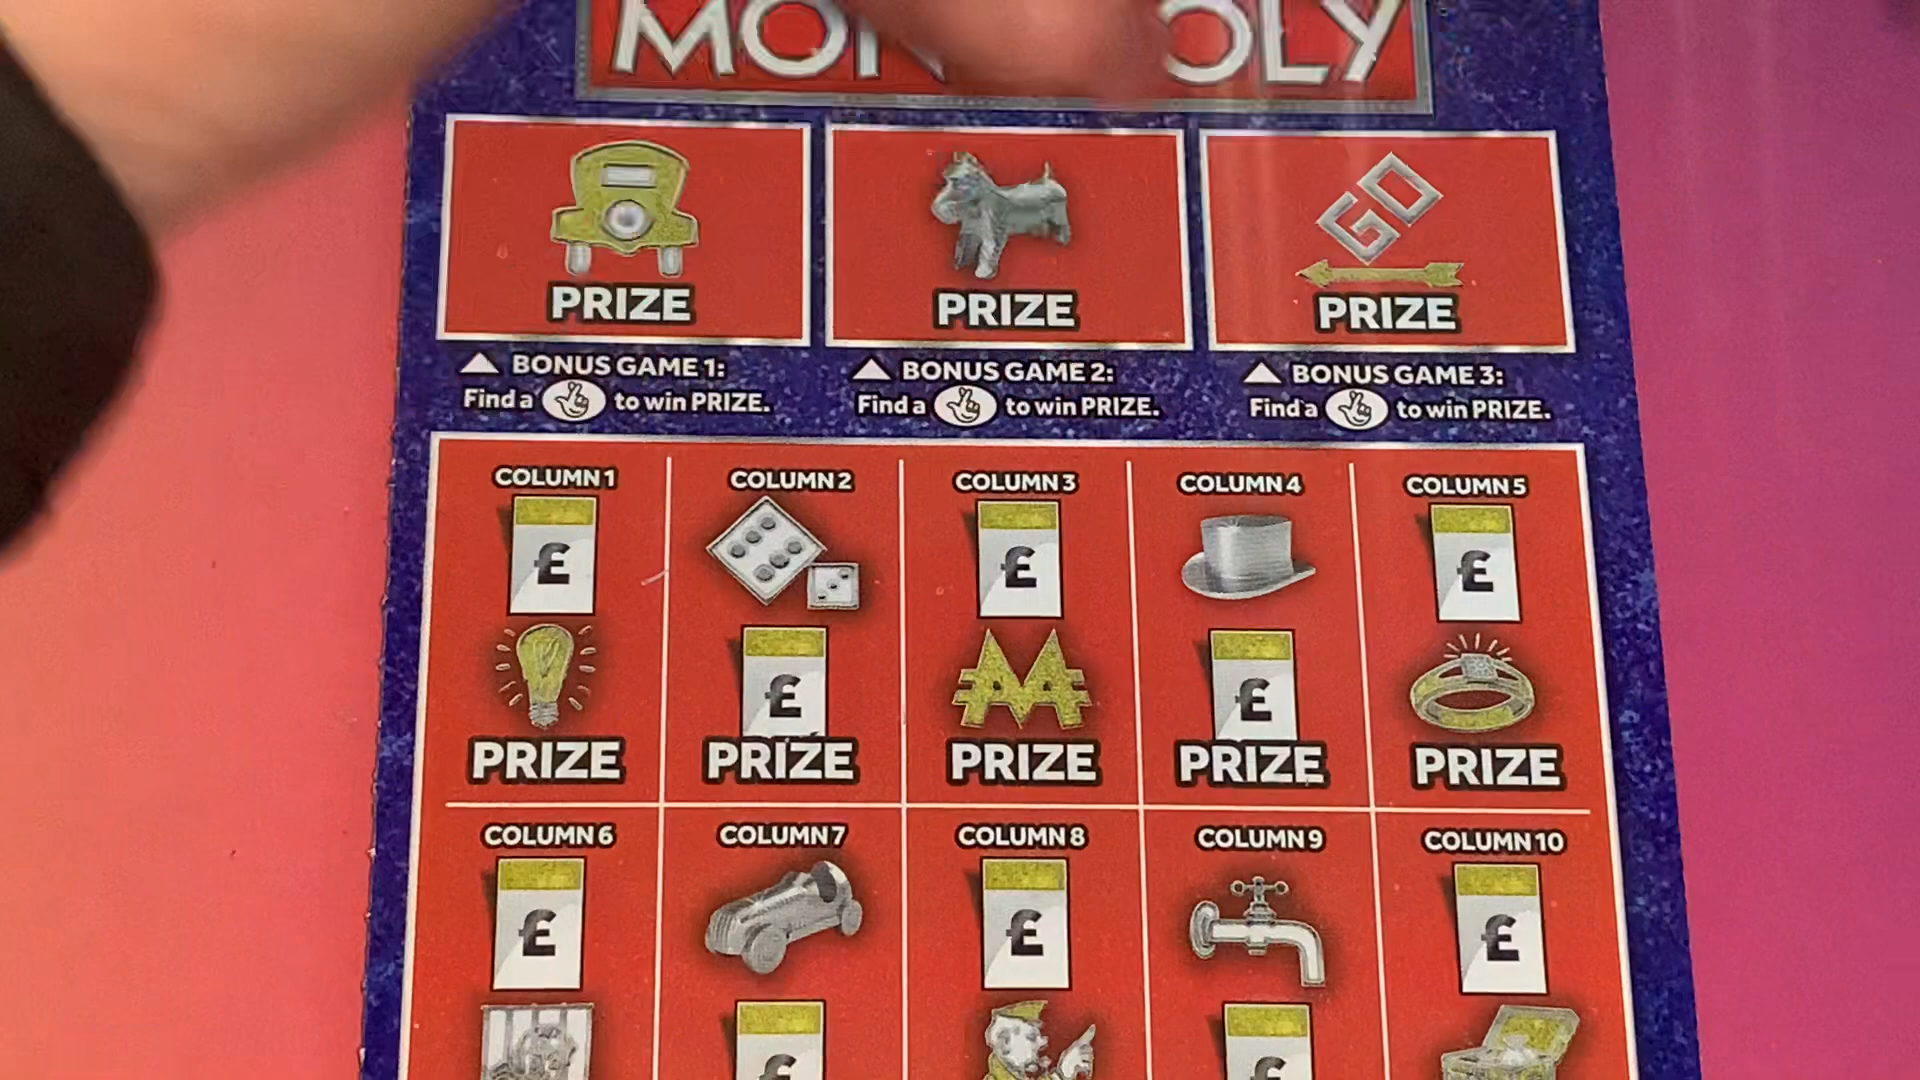 MONOPOLY
GO
PRIZE PRIZE PRIZE
BONUS GAME 1: BONUS GAME 2: BONUS GAME 3:
Find a to win PRIZE. Find a to win PRIZE. Find a to win PRIZE.
COLUMN 1 COLUMN 2 COLUMN 3 COLUMN 4 COLUMN 5
£ £ £
£ £
PRIZE PRIZE PRIZE PRIZE PRIZE
COLUMN 6 COLUMN 7 COLUMN 8 COLUMN 9 COLUMN 10
£ £ £
£ £